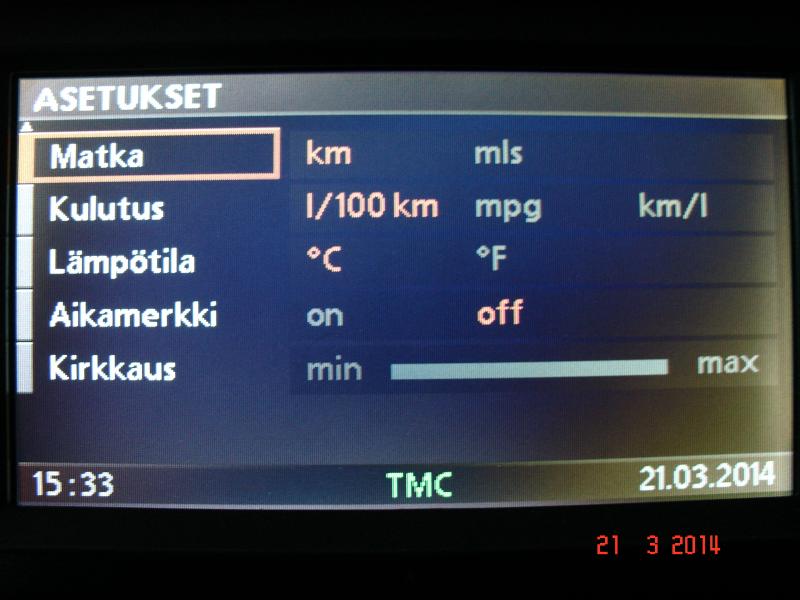 ASETUKSET
Matka km mls
Kulutus l/100 km mpg km/l
Lämpötila °C °F
Aikamerkki on off
Kirkkaus min max
15:33 TMC 21.03.2014
21 3 2014